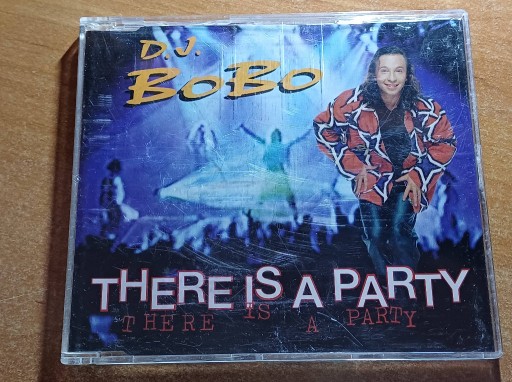 D.J.
BoBo
THERE iS A PARTY
THERE IS A PARTY